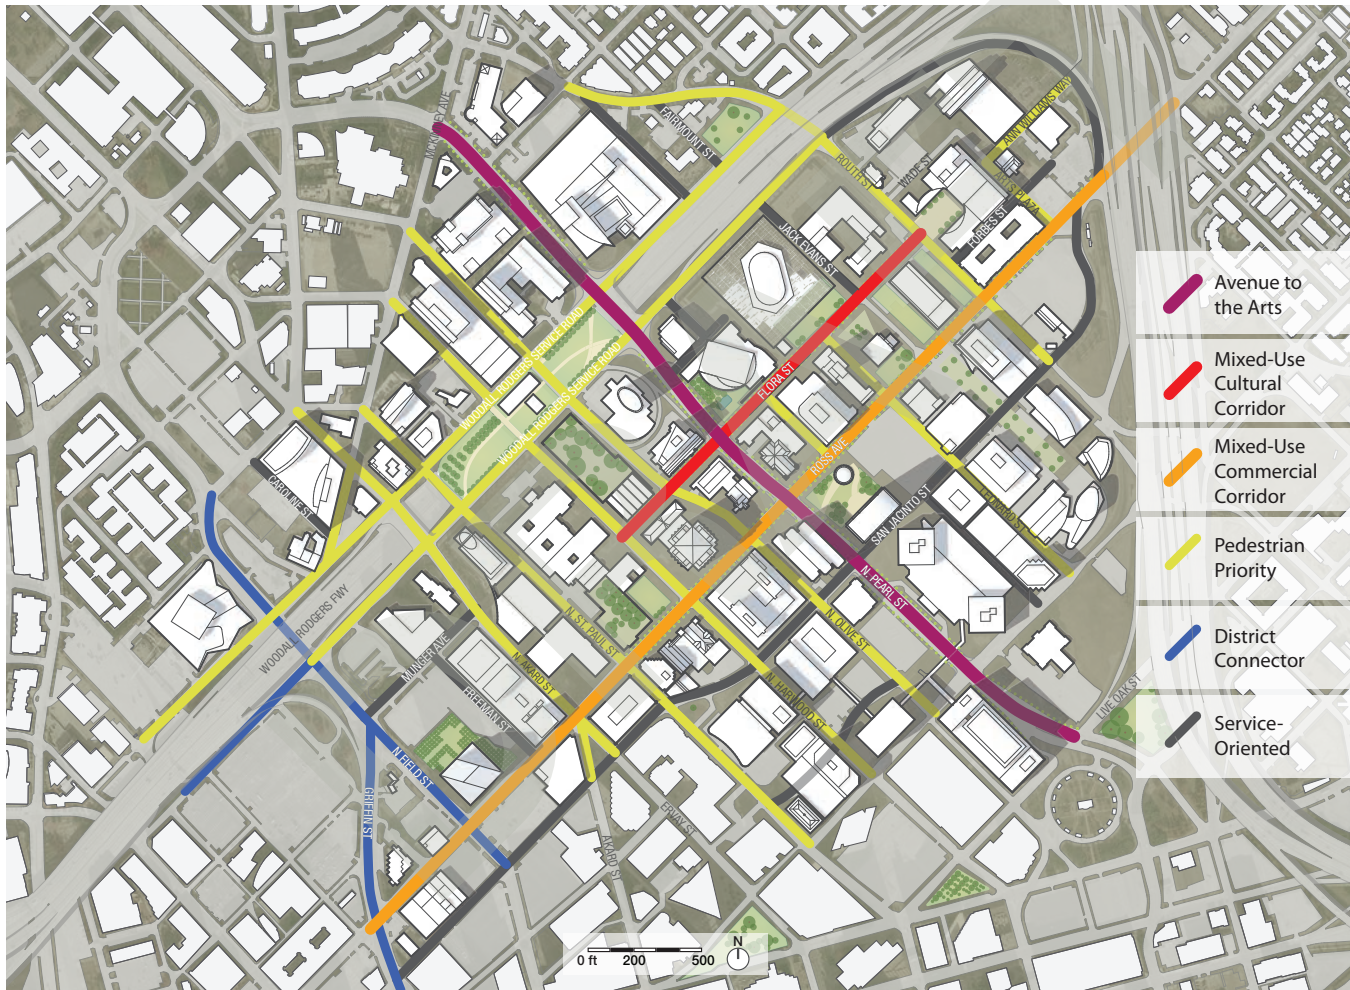 MCKINNEY AVE
FAIRMOUNT ST
ROUTH ST
WADE ST
ANN WILLIAMS WAY
ARTS PLAZA
FORBES ST
JACK EVANS ST
WOODALL RODGERS SERVICE ROAD
WOODALL RODGERS SERVICE ROAD
FLORA ST
ROSS AVE
CAROLINE ST
SAN JACINTO ST
LEONARD ST
WOODALL RODGERS FWY
N. PEARL ST
N. OLIVE ST
N. ST. PAUL ST
MUNGER AVE
N. AKARD ST
N. HARWOOD ST
FREEMAN ST
LIVE OAK ST
N. FIELD ST
GRIFFIN ST
ERVAY ST
AKARD ST
Avenue to
the Arts
Mixed-Use
Cultural
Corridor
Mixed-Use
Commercial
Corridor
Pedestrian
Priority
District
Connector
Service-
Oriented
N
0 ft 200 500